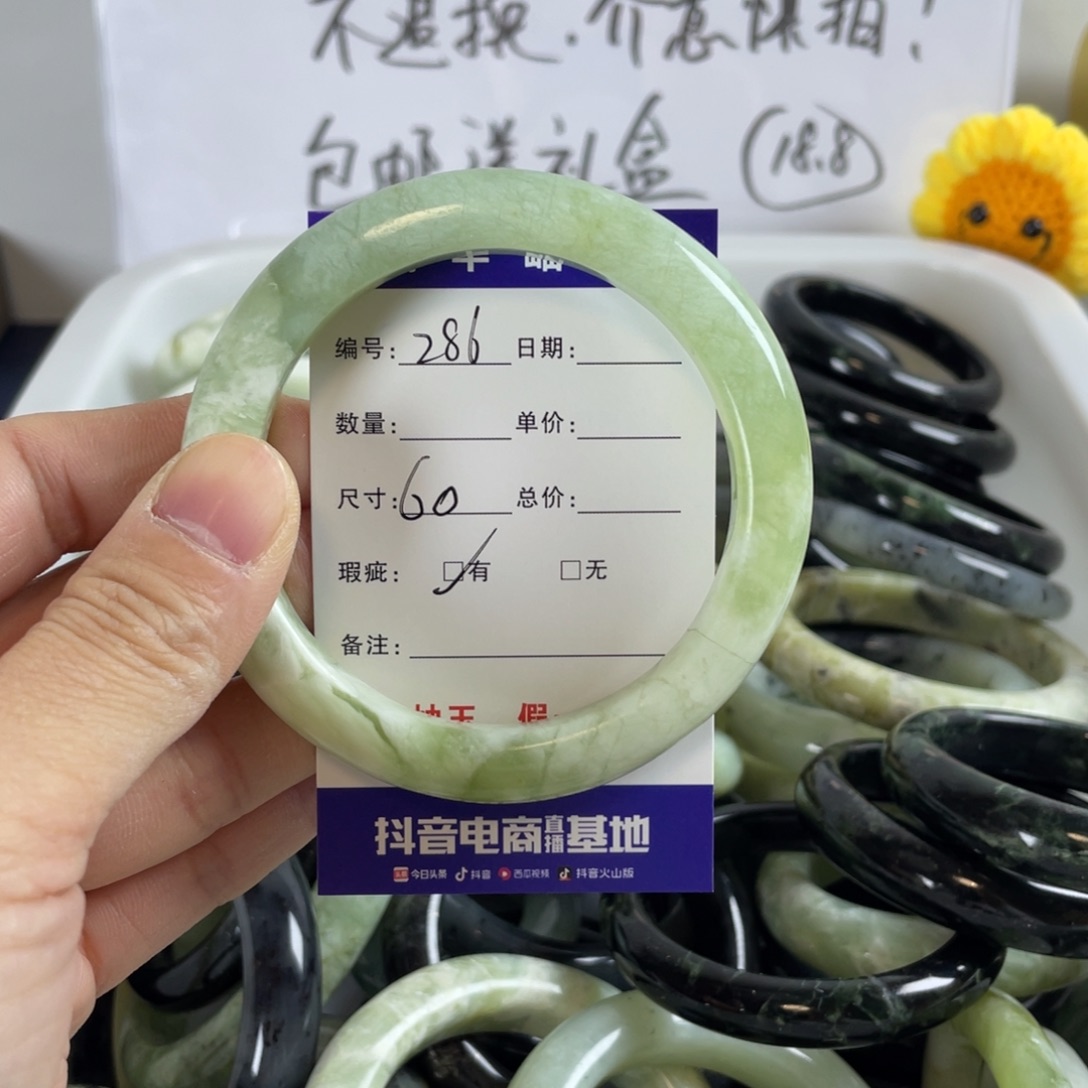 不退换.介意慎拍!
包邮送礼盒 18.8
编号: 286 日期:
数量: 单价:
尺寸: 60 总价:
瑕疵: 有 无
备注:
假
抖音电商直播基地
今日头条 抖音 西瓜视频 抖音火山版